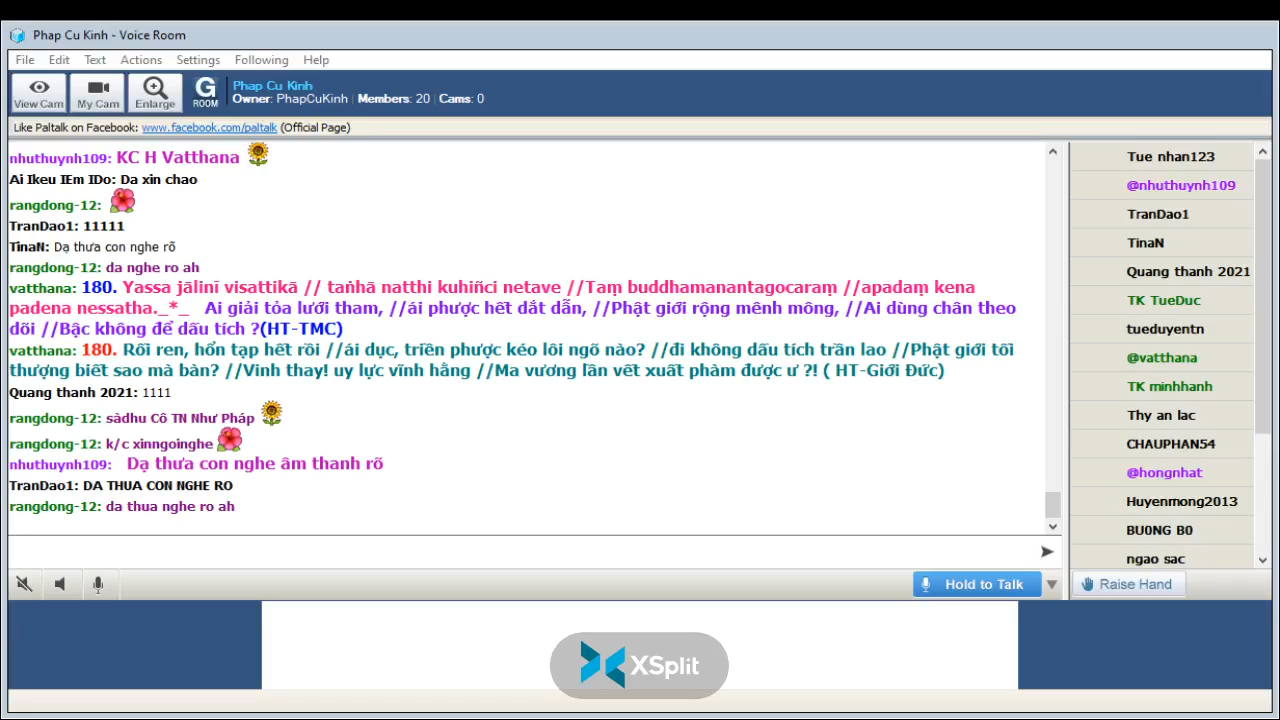 Phap Cu Kinh - Voice Room
File Edit Text Actions Settings Following Help
View Cam My Cam Enlarge G ROOM
Phap Cu Kinh
Owner: PhapCuKinh | Members: 20 | Cams: 0
Like Paltalk on Facebook: www.facebook.com/paltalk (Official Page)
nhuthuynh109: KC H Vatthana
Ai Ikeu IEm IDo: Da xin chao
rangdong-12:
TranDao1: 11111
TinaN: Dạ thưa con nghe rõ
rangdong-12: da nghe ro ah
vatthana: 180. Yassa jālinī visattikā // taṅhā natthi kuhiñci netave //Taṃ buddhamanantagocaraṃ //apadaṃ kena
padena nessatha._*_ Ai giải tỏa lưới tham, //ái phược hết dắt dẫn, //Phật giới rộng mênh mông, //Ai dùng chân theo
dõi //Bậc không để dấu tích ?(HT-TMC)
vatthana: 180. Rối ren, hổn tạp hết rồi //ái dục, triền phược kéo lôi ngõ nào? //đi không dấu tích trần lao //Phật giới tối
thượng biết sao mà bàn? //Vinh thay! uy lực vĩnh hằng //Ma vương lần vết xuất phàm được ư ?! ( HT-Giới Đức)
Quang thanh 2021: 1111
rangdong-12: sàdhu Cô TN Như Pháp
rangdong-12: k/c xinngoinghe
nhuthuynh109: Dạ thưa con nghe âm thanh rõ
TranDao1: DA THUA CON NGHE RO
rangdong-12: da thua nghe ro ah
Tue nhan123
@nhuthuynh109
TranDao1
TinaN
Quang thanh 2021
TK TueDuc
tueduyentn
@vatthana
TK minhhanh
Thy an lac
CHAUPHAN54
@hongnhat
Huyenmong2013
BU0NG B0
ngao sac
Hold to Talk
Raise Hand
XSplit